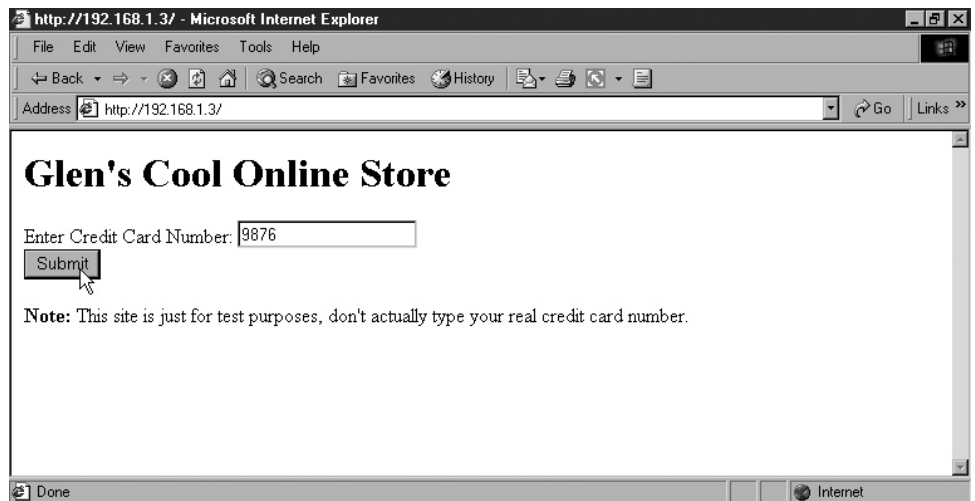 http://192.168.1.3/ - Microsoft Internet Explorer
File Edit View Favorites Tools Help
Back Search Favorites History
Address http://192.168.1.3/ Go Links »
Glen's Cool Online Store
Enter Credit Card Number: 9876
Submit
Note: This site is just for test purposes, don't actually type your real credit card number.
Done Internet